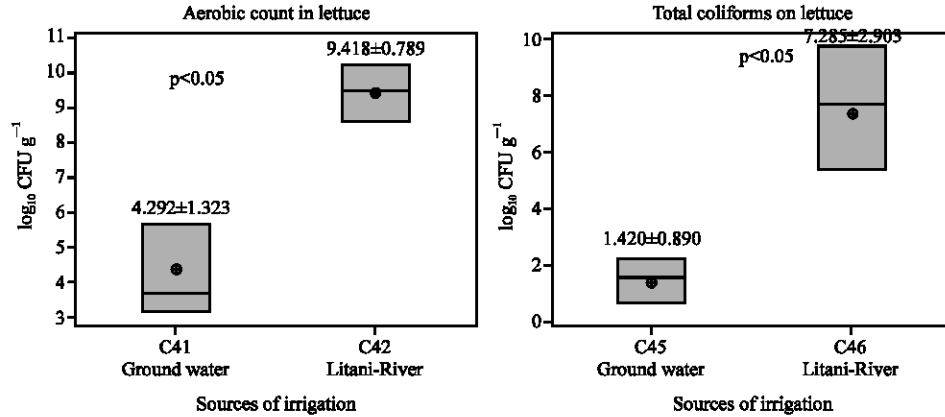 Aerobic count in lettuce
11
10
9
8
7
6
5
4
3
log₁₀ CFU g⁻¹
p<0.05
9.418±0.789
4.292±1.323
C41
C42
Ground water
Litani-River
Sources of irrigation
Total coliforms on lettuce
10
8
6
4
2
0
log₁₀ CFU g⁻¹
7.285±2.903
p<0.05
1.420±0.890
C45
C46
Ground water
Litani-River
Sources of irrigation